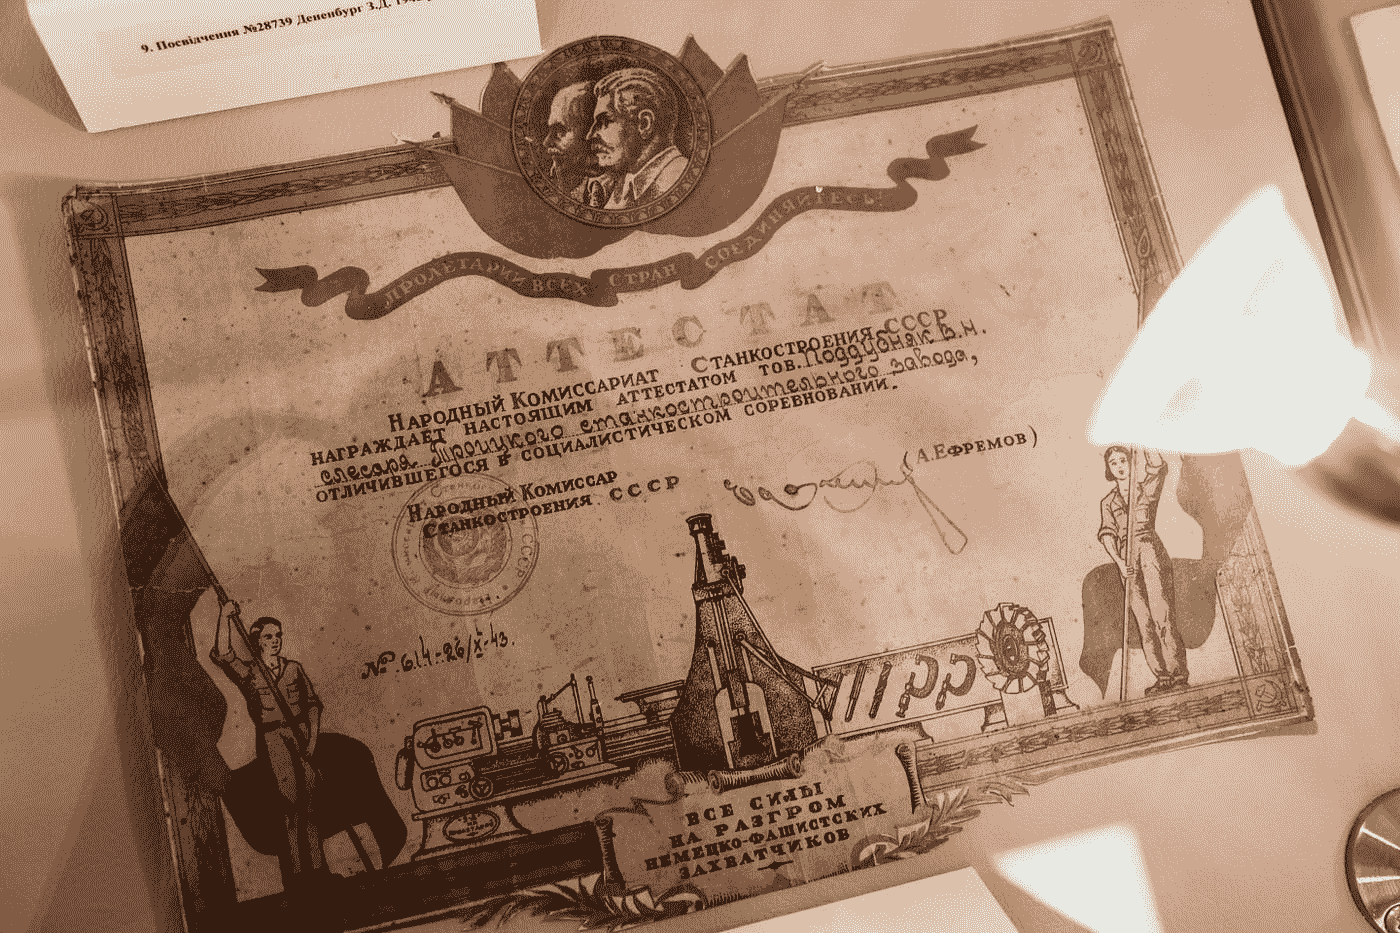 9. Посвідчення №28739 Дененбург З.Д. 194
ПРОЛЕТАРИИ ВСЕХ СТРАН СОЕДИНЯЙТЕСЬ!
АТТЕСТАТ
НАРОДНЫЙ КОМИССАРИАТ СТАНКОСТРОЕНИЯ СССР
НАГРАЖДАЕТ НАСТОЯЩИМ АТТЕСТАТОМ ТОВ. Поддубняк В.Н.
слесаря Троицкого станкостроительного завода,
ОТЛИЧИВШЕГОСЯ В СОЦИАЛИСТИЧЕСКОМ СОРЕВНОВАНИИ.
НАРОДНЫЙ КОМИССАР
СТАНКОСТРОЕНИЯ СССР
(А.ЕФРЕМОВ)
№ 614-26/X-43.
ВСЕ СИЛЫ
НА РАЗГРОМ
НЕМЕЦКО-ФАШИСТСКИХ
ЗАХВАТЧИКОВ